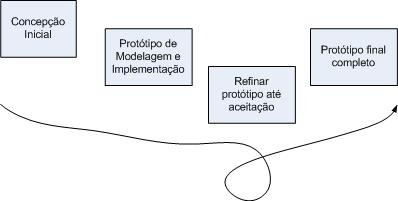 Concepção
Inicial
Protótipo de
Modelagem e
Implementação
Refinar
protótipo até
aceitação
Protótipo final
completo